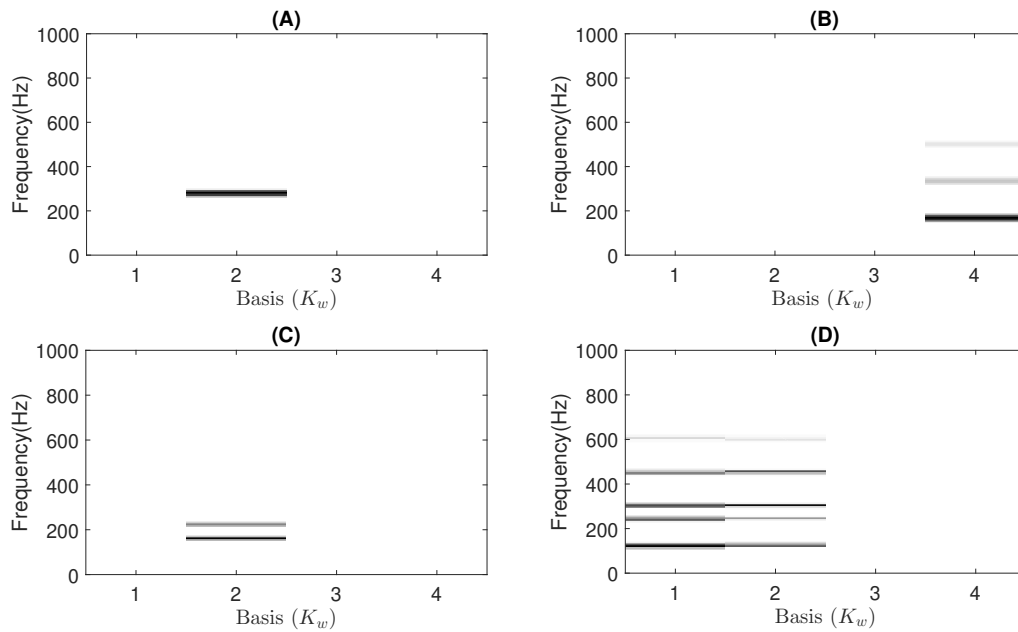 (A)
1000
800
600
400
200
0
Frequency(Hz)
1 2 3 4
Basis (K_w)
(B)
1000
800
600
400
200
0
Frequency(Hz)
1 2 3 4
Basis (K_w)
(C)
1000
800
600
400
200
0
Frequency(Hz)
1 2 3 4
Basis (K_w)
(D)
1000
800
600
400
200
0
Frequency(Hz)
1 2 3 4
Basis (K_w)